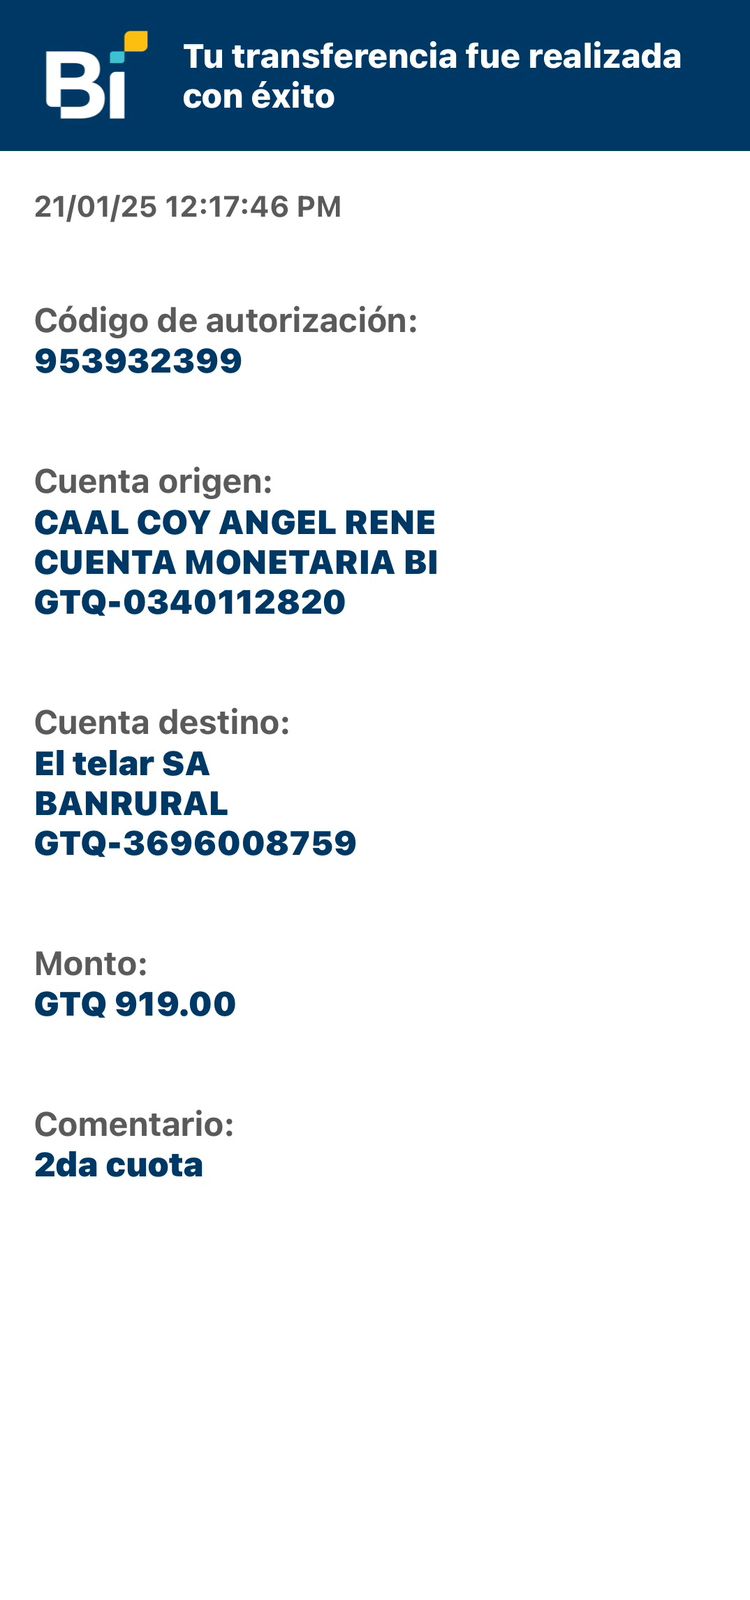 Bi
Tu transferencia fue realizada
con éxito
21/01/25 12:17:46 PM
Código de autorización:
953932399
Cuenta origen:
CAAL COY ANGEL RENE
CUENTA MONETARIA BI
GTQ-0340112820
Cuenta destino:
El telar SA
BANRURAL
GTQ-3696008759
Monto:
GTQ 919.00
Comentario:
2da cuota